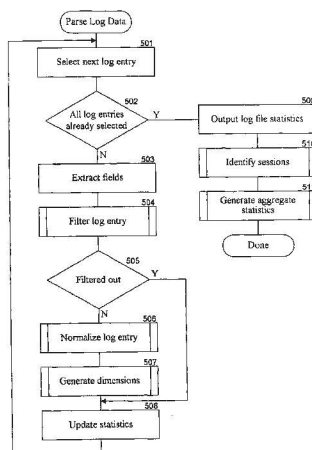 Parse Log Data
501
Select next log entry
502
All log entries
already selected
Y
N
503
Extract fields
504
Filter log entry
505
Filtered out
Y
N
506
Normalize log entry
507
Generate dimensions
508
Update statistics
Output log file statistics
Identify sessions
Generate aggregate
statistics
Done